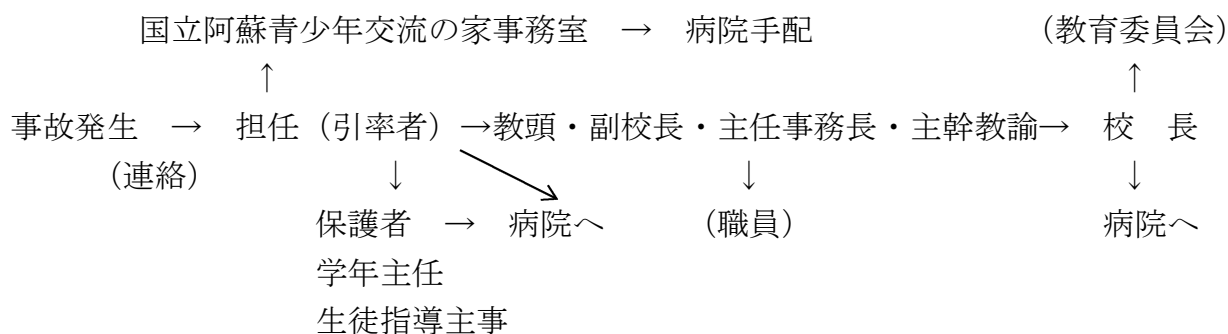 国立阿蘇青少年交流の家事務室 → 病院手配 (教育委員会)
↑ ↑
事故発生 → 担任（引率者）→教頭・副校長・主任事務長・主幹教諭→ 校 長
(連絡) ↓ ↓ ↓
保護者 → 病院へ (職員) 病院へ
学年主任
生徒指導主事